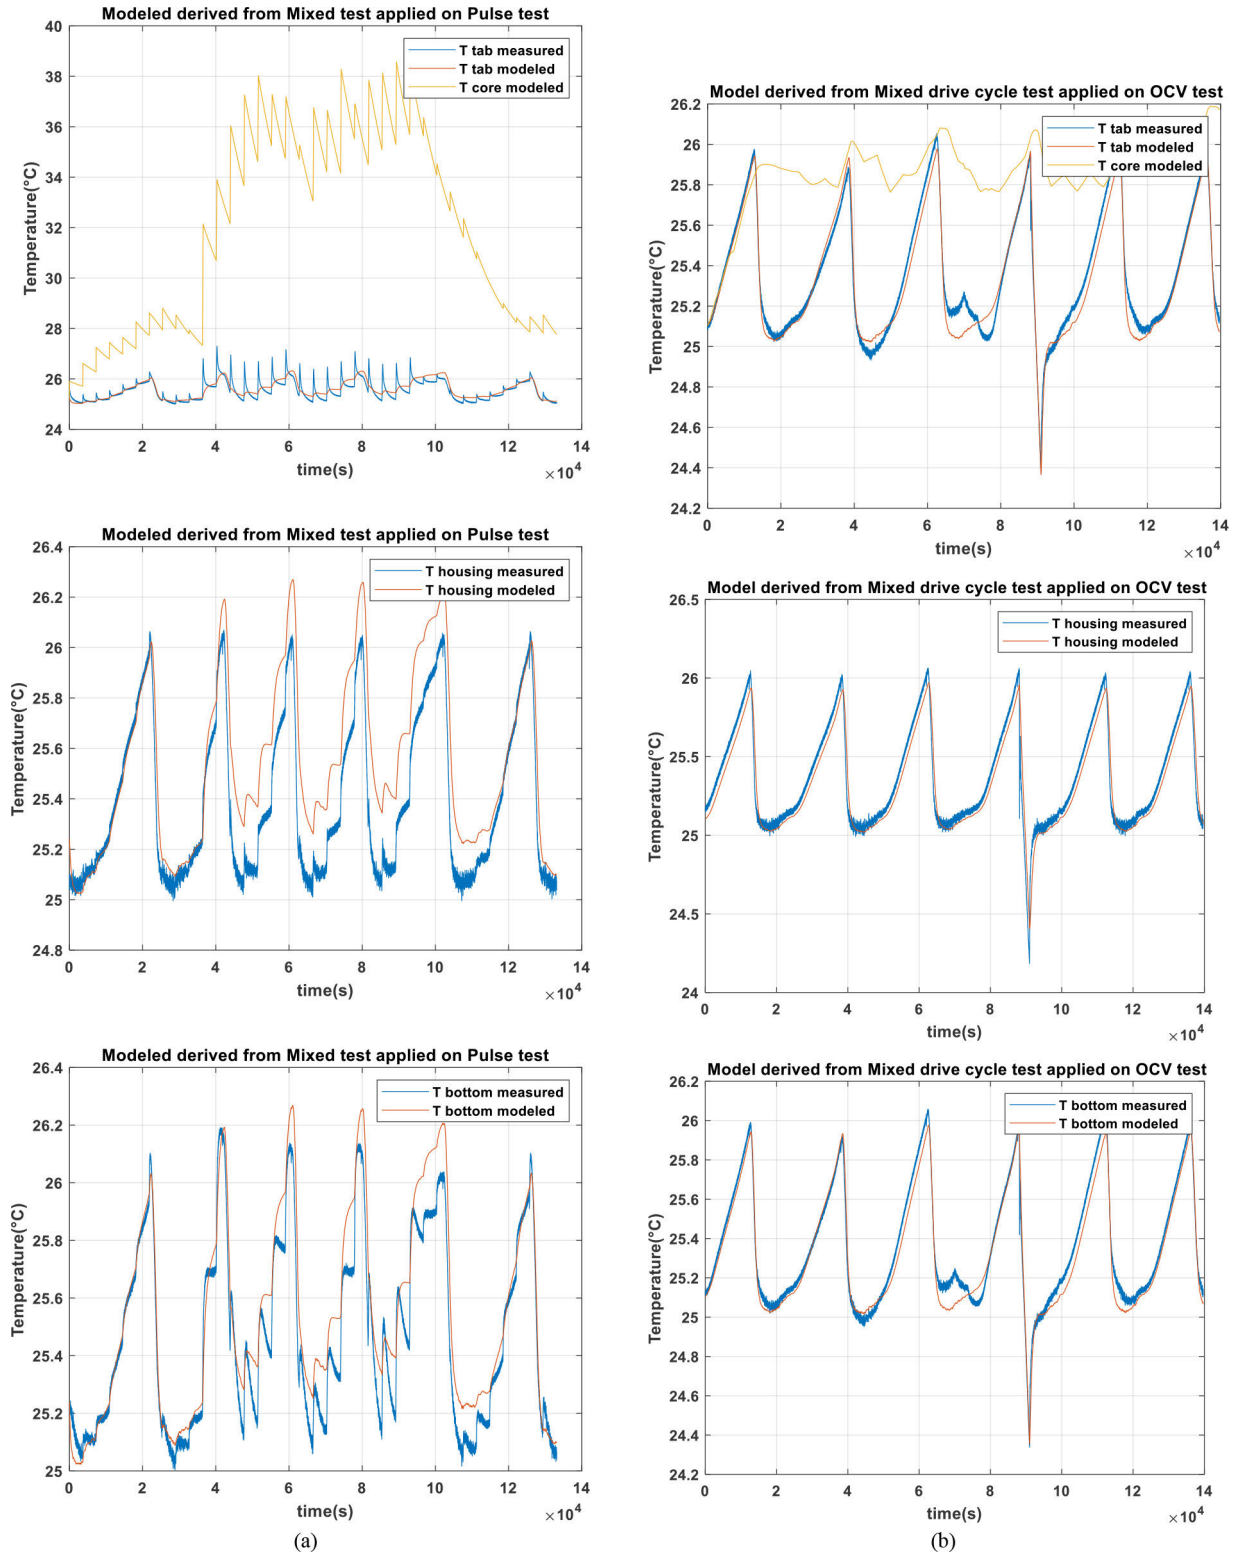 Modeled derived from Mixed test applied on Pulse test
40
38
36
34
32
30
28
26
24
Temperature(°C)
T tab measured
T tab modeled
T core modeled
0 2 4 6 8 10 12 14
time(s)
×10⁴
Modeled derived from Mixed test applied on Pulse test
26.4
26.2
26
25.8
25.6
25.4
25.2
25
24.8
Temperature(°C)
T housing measured
T housing modeled
0 2 4 6 8 10 12 14
time(s)
×10⁴
Modeled derived from Mixed test applied on Pulse test
26.4
26.2
26
25.8
25.6
25.4
25.2
25
Temperature(°C)
T bottom measured
T bottom modeled
0 2 4 6 8 10 12 14
time(s)
×10⁴
(a)
Model derived from Mixed drive cycle test applied on OCV test
26.2
26
25.8
25.6
25.4
25.2
25
24.8
24.6
24.4
24.2
Temperature(°C)
T tab measured
T tab modeled
T core modeled
0 2 4 6 8 10 12 14
time(s)
×10⁴
Model derived from Mixed drive cycle test applied on OCV test
26.5
26
25.5
25
24.5
24
Temperature(°C)
T housing measured
T housing modeled
0 2 4 6 8 10 12 14
time(s)
×10⁴
Model derived from Mixed drive cycle test applied on OCV test
26.2
26
25.8
25.6
25.4
25.2
25
24.8
24.6
24.4
24.2
Temperature(°C)
T bottom measured
T bottom modeled
0 2 4 6 8 10 12 14
time(s)
×10⁴
(b)